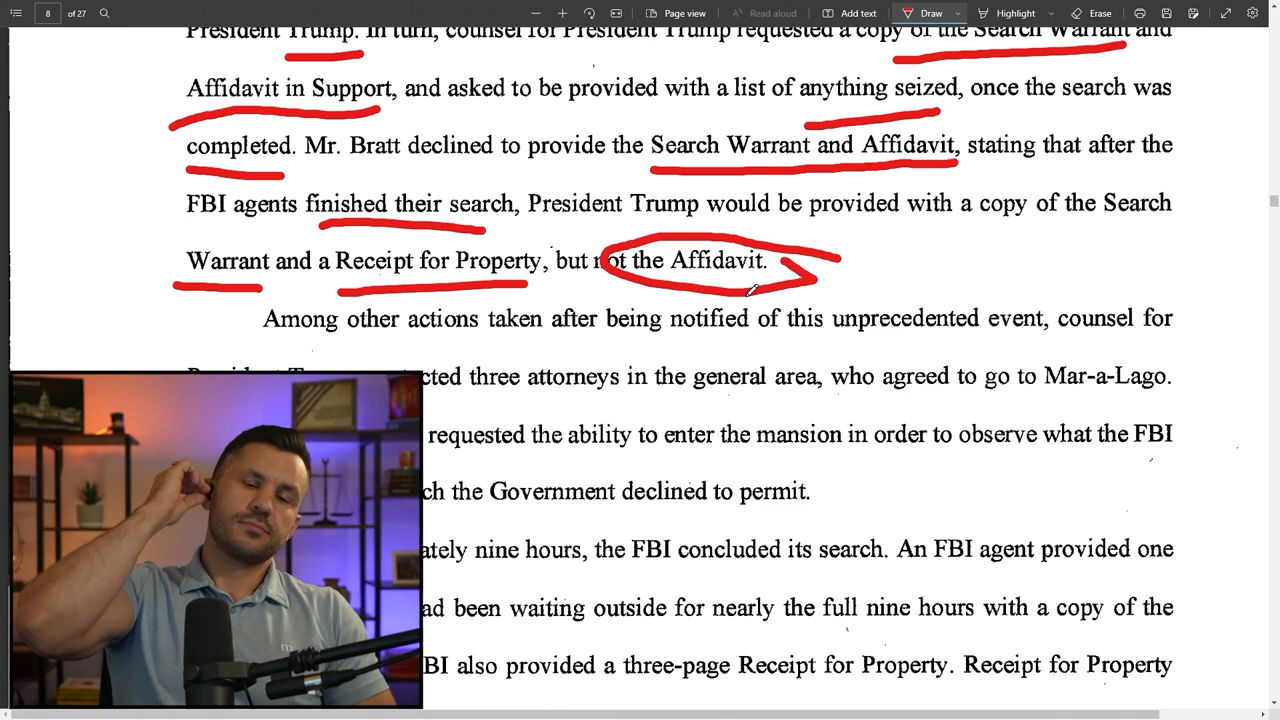 8 of 27 Page view Read aloud Add text Draw Highlight Erase
President Trump. In turn, counsel for President Trump requested a copy of the Search Warrant and
Affidavit in Support, and asked to be provided with a list of anything seized, once the search was
completed. Mr. Bratt declined to provide the Search Warrant and Affidavit, stating that after the
FBI agents finished their search, President Trump would be provided with a copy of the Search
Warrant and a Receipt for Property, but not the Affidavit.
Among other actions taken after being notified of this unprecedented event, counsel for
cted three attorneys in the general area, who agreed to go to Mar-a-Lago.
requested the ability to enter the mansion in order to observe what the FBI
ch the Government declined to permit.
ately nine hours, the FBI concluded its search. An FBI agent provided one
ad been waiting outside for nearly the full nine hours with a copy of the
BI also provided a three-page Receipt for Property. Receipt for Property